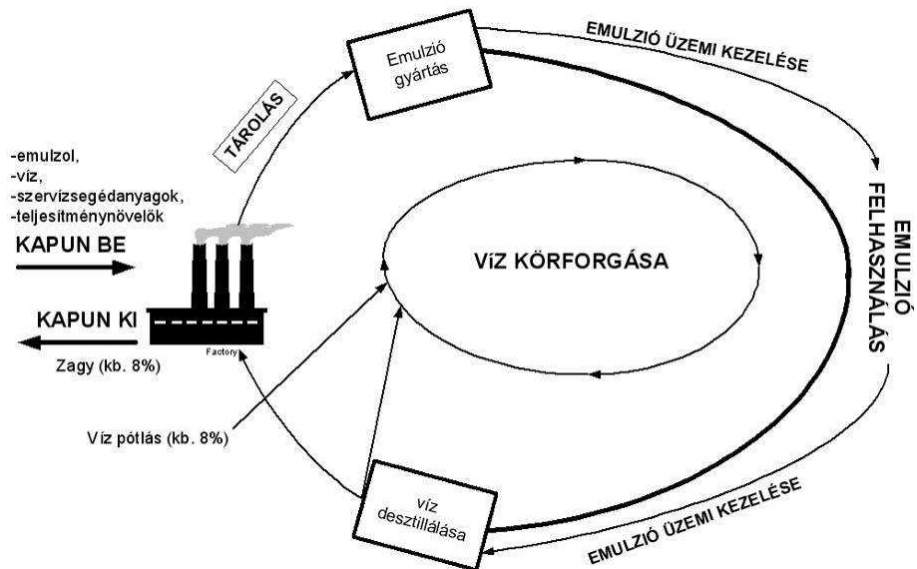 EMULZIÓ ÜZEMI KEZELÉSE
Emulzió
gyártás
TÁROLÁS
-emulzol,
-víz,
-szervízsegédanyagok,
-teljesítménynövelők
KAPUN BE
VíZ KÖRFORGÁSA
EMULZIÓ
FELHASZNÁLÁS
KAPUN KI
Factory
Zagy (kb. 8%)
Víz pótlás (kb. 8%)
víz
desztillálása
EMULZIÓ ÜZEMI KEZELÉSE